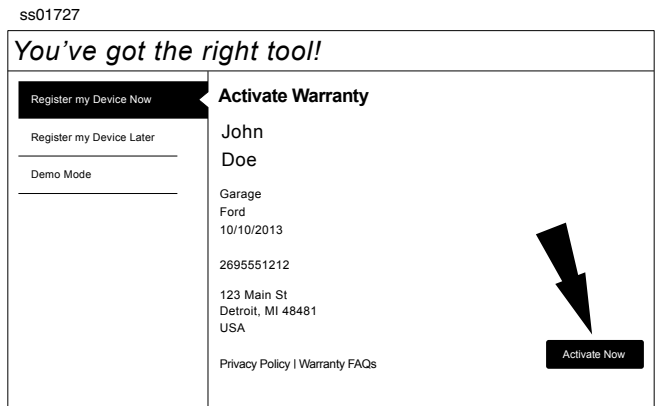 ss01727
You've got the right tool!
Register my Device Now
Register my Device Later
Demo Mode
Activate Warranty
John
Doe
Garage
Ford
10/10/2013
2695551212
123 Main St
Detroit, MI 48481
USA
Privacy Policy | Warranty FAQs
Activate Now